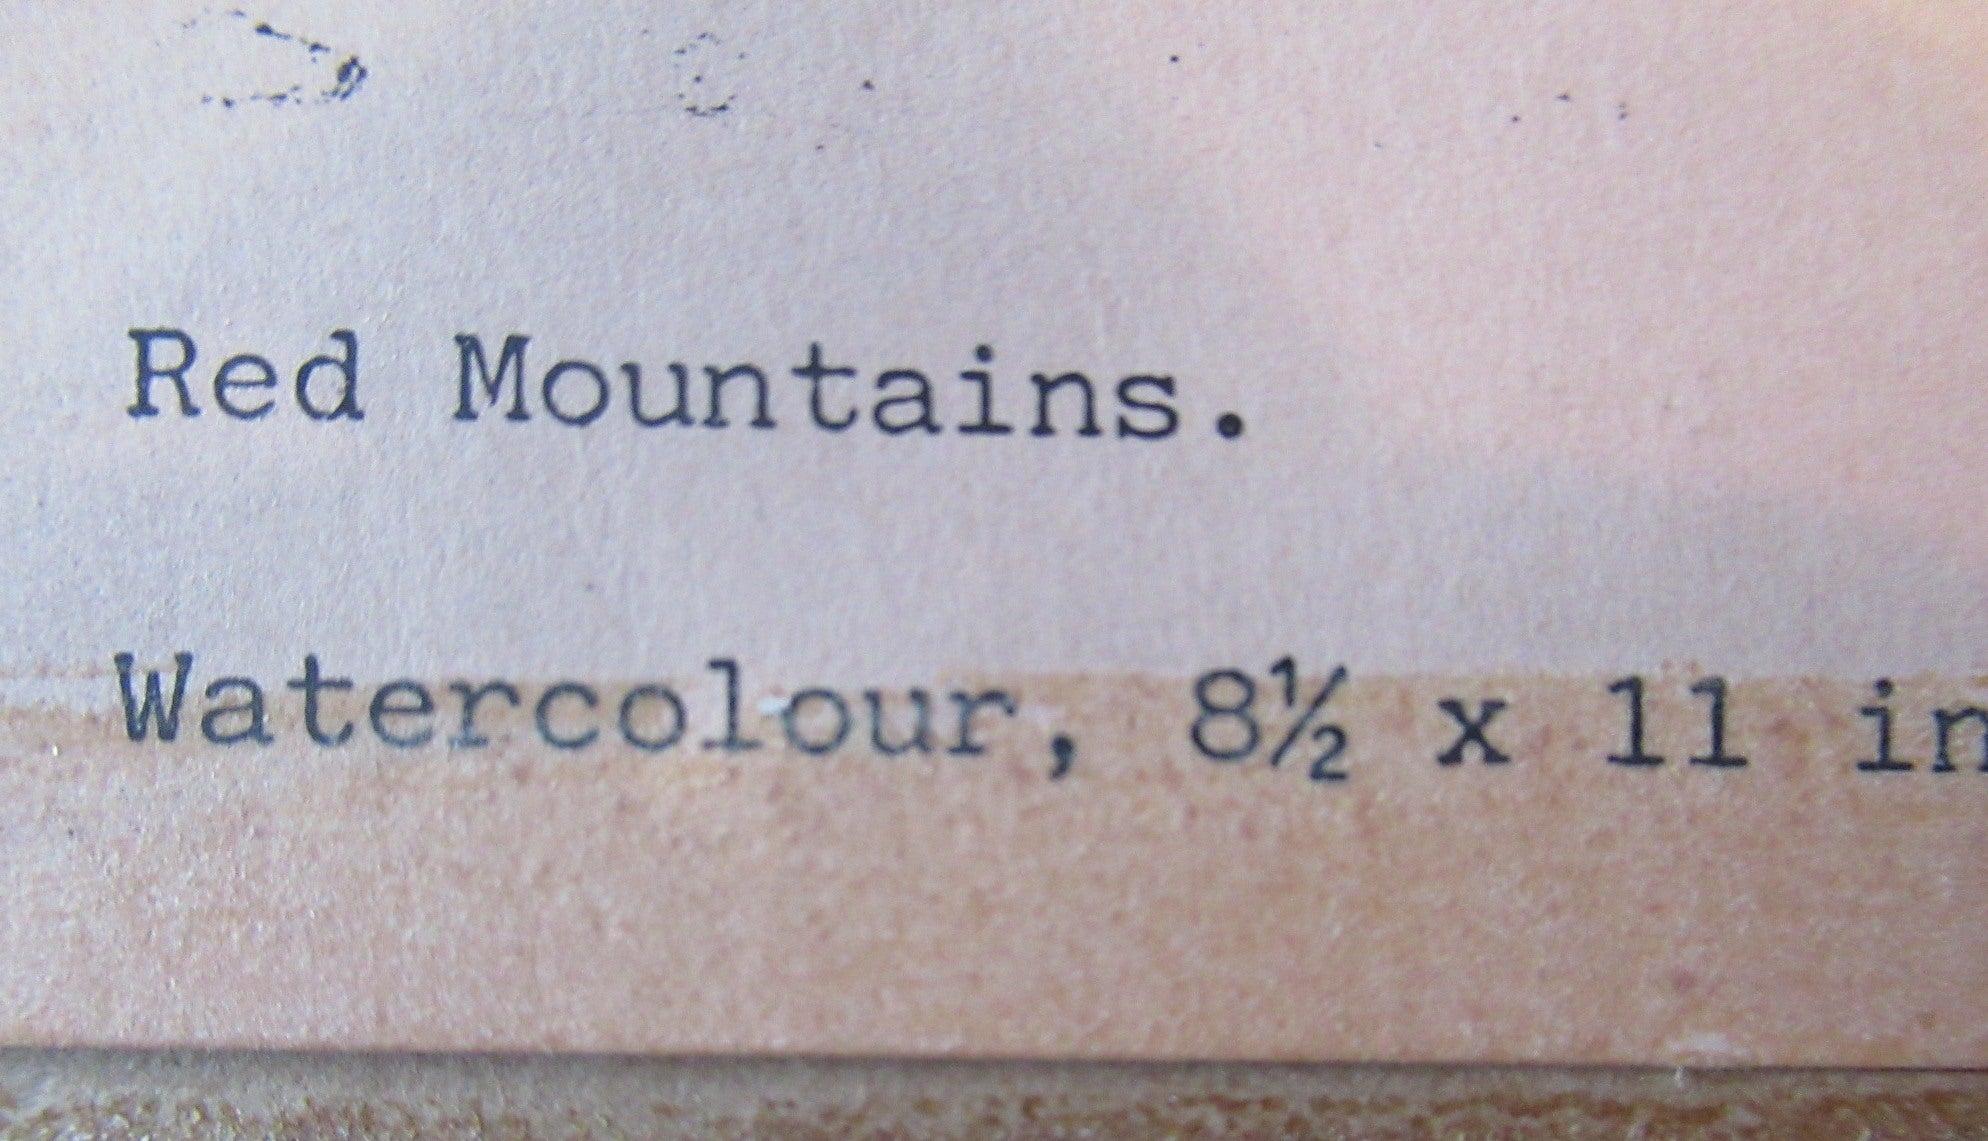 Red Mountains.
Watercolour, 8½ x 11 in